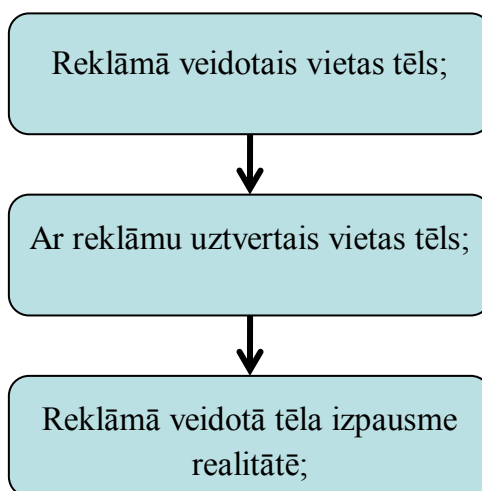 Reklāmā veidotais vietas tēls;
Ar reklāmu uztvertais vietas tēls;
Reklāmā veidotā tēla izpausme
realitātē;